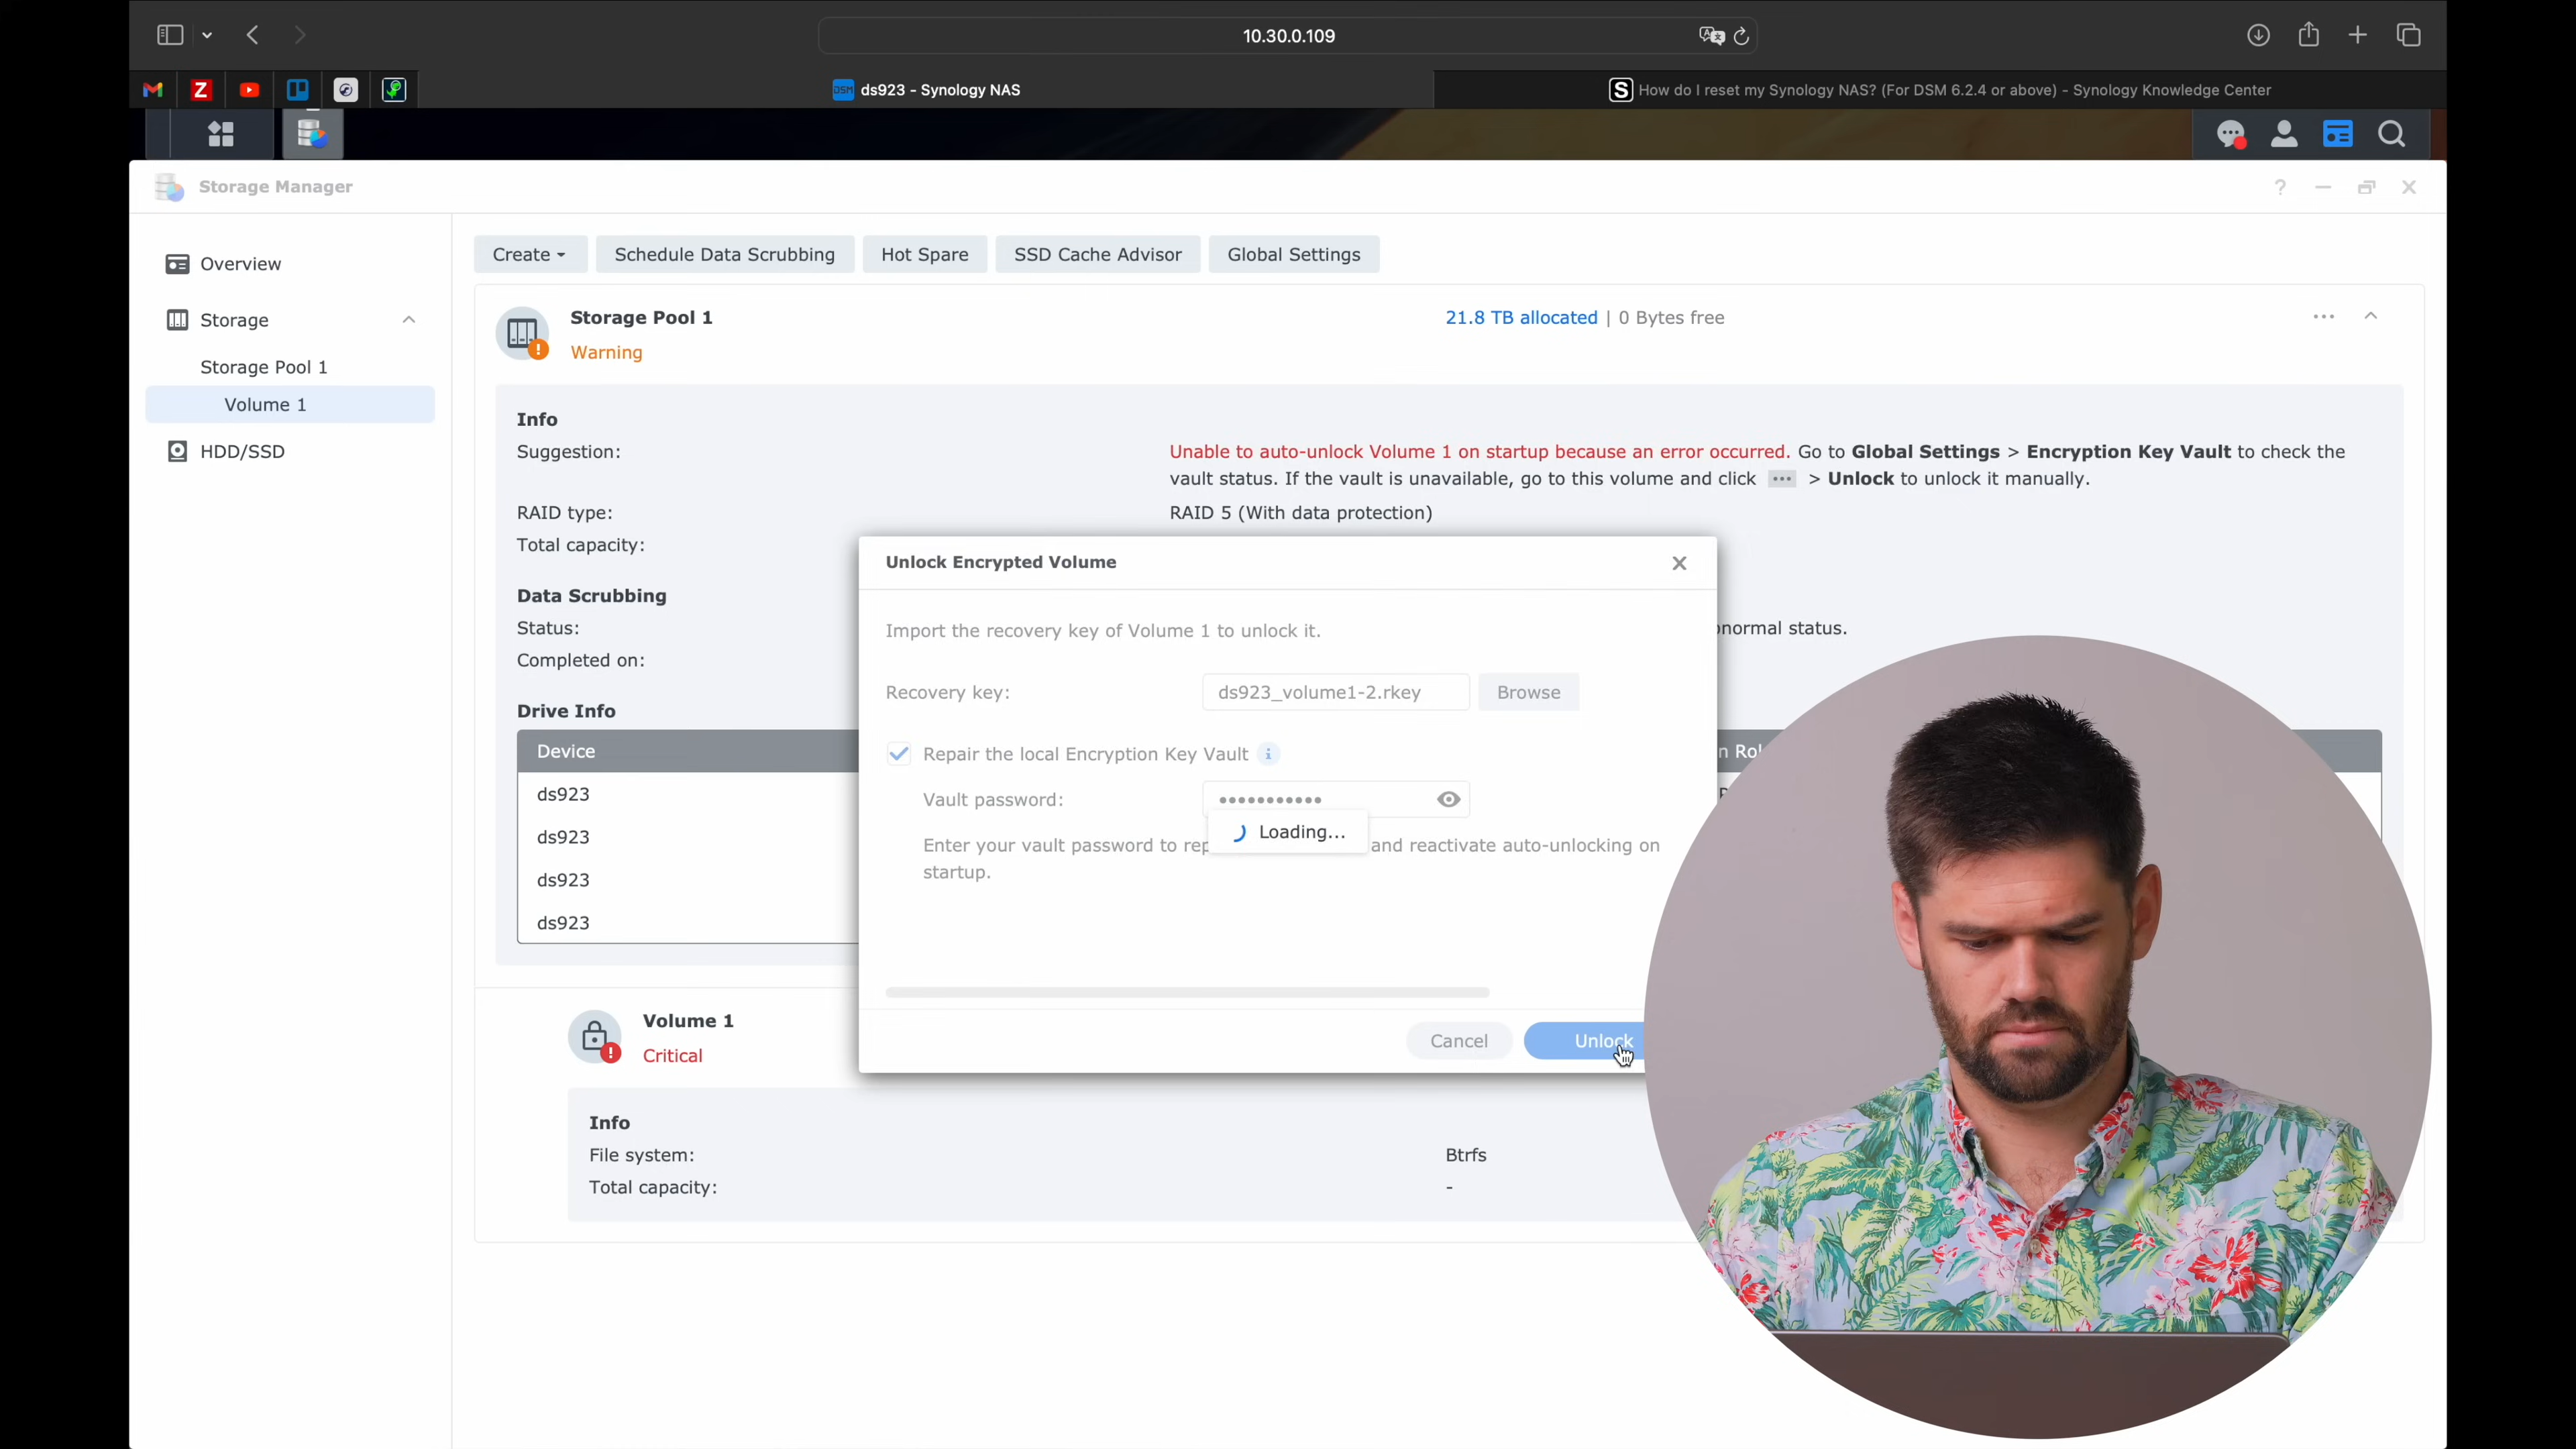 10.30.0.109
ds923 - Synology NAS
How do I reset my Synology NAS? (For DSM 6.2.4 or above) - Synology Knowledge Center
Storage Manager
Overview
Storage
Storage Pool 1
Volume 1
HDD/SSD
Create
Schedule Data Scrubbing
Hot Spare
SSD Cache Advisor
Global Settings
Storage Pool 1
21.8 TB allocated | 0 Bytes free
Warning
Info
Suggestion:
Unable to auto-unlock Volume 1 on startup because an error occurred. Go to Global Settings > Encryption Key Vault to check the
vault status. If the vault is unavailable, go to this volume and click ... > Unlock to unlock it manually.
RAID type:
RAID 5 (With data protection)
Total capacity:
Data Scrubbing
Status:
normal status.
Completed on:
Drive Info
Device
ds923
ds923
ds923
ds923
Unlock Encrypted Volume
Import the recovery key of Volume 1 to unlock it.
Recovery key:
ds923_volume1-2.rkey
Browse
Repair the local Encryption Key Vault
Vault password:
•••••••••••
Loading...
Enter your vault password to rep and reactivate auto-unlocking on
startup.
Cancel
Unlock
Volume 1
Critical
Info
File system:
Btrfs
Total capacity:
-